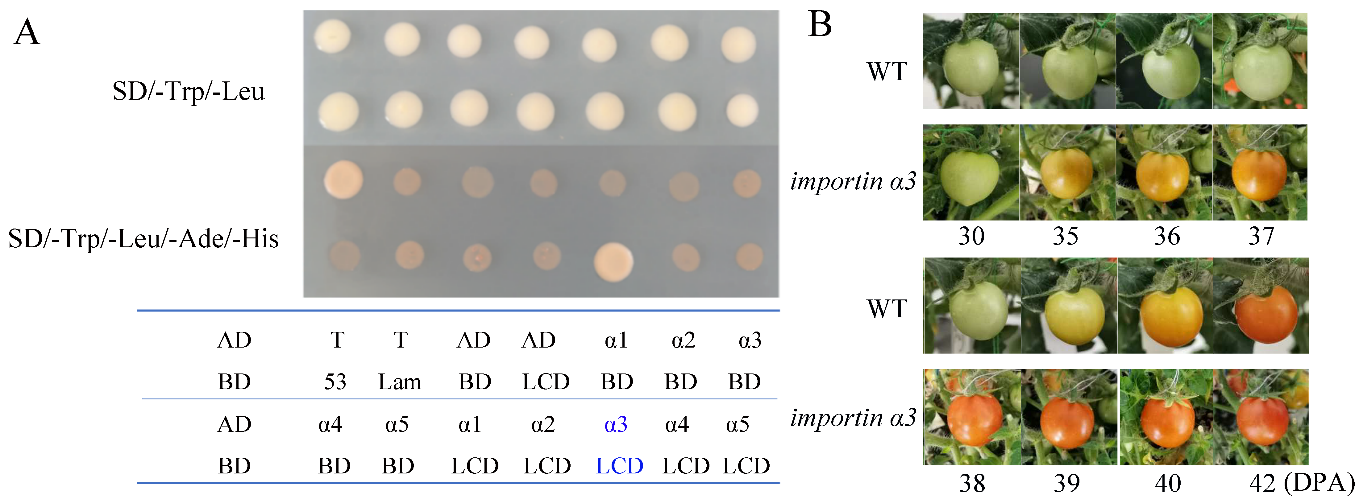 A
SD/-Trp/-Leu
SD/-Trp/-Leu/-Ade/-His
AD T T AD AD α1 α2 α3
BD 53 Lam BD LCD BD BD BD
AD α4 α5 α1 α2 α3 α4 α5
BD BD BD LCD LCD LCD LCD LCD
B
WT
importin α3
30 35 36 37
WT
importin α3
38 39 40 42 (DPA)